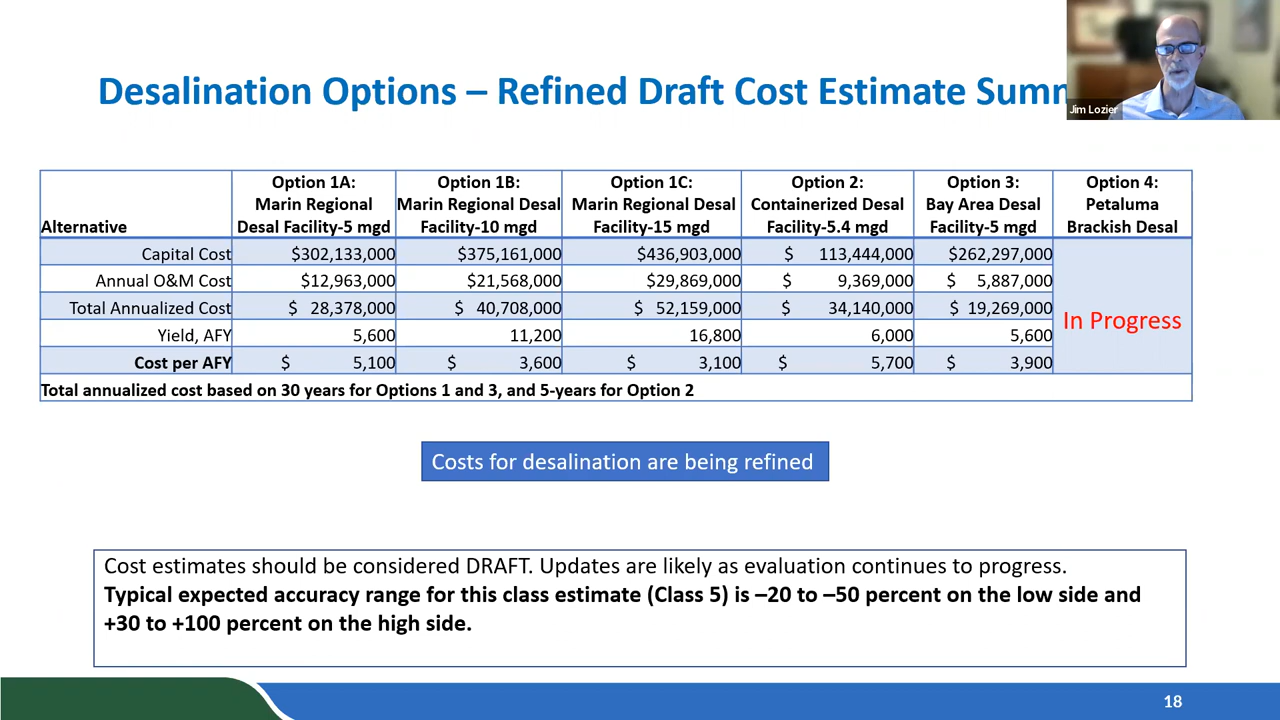 Desalination Options – Refined Draft Cost Estimate Summ
Jim Lozier
Alternative Option 1A: Marin Regional Desal Facility-5 mgd Option 1B: Marin Regional Desal Facility-10 mgd Option 1C: Marin Regional Desal Facility-15 mgd Option 2: Containerized Desal Facility-5.4 mgd Option 3: Bay Area Desal Facility-5 mgd Option 4: Petaluma Brackish Desal
Capital Cost $302,133,000 $375,161,000 $436,903,000 $ 113,444,000 $262,297,000
Annual O&M Cost $12,963,000 $21,568,000 $29,869,000 $ 9,369,000 $ 5,887,000
Total Annualized Cost $ 28,378,000 $ 40,708,000 $ 52,159,000 $ 34,140,000 $ 19,269,000
In Progress
Yield, AFY 5,600 11,200 16,800 6,000 5,600
Cost per AFY $ 5,100 $ 3,600 $ 3,100 $ 5,700 $ 3,900
Total annualized cost based on 30 years for Options 1 and 3, and 5-years for Option 2
Costs for desalination are being refined
Cost estimates should be considered DRAFT. Updates are likely as evaluation continues to progress.
Typical expected accuracy range for this class estimate (Class 5) is –20 to –50 percent on the low side and
+30 to +100 percent on the high side.
18